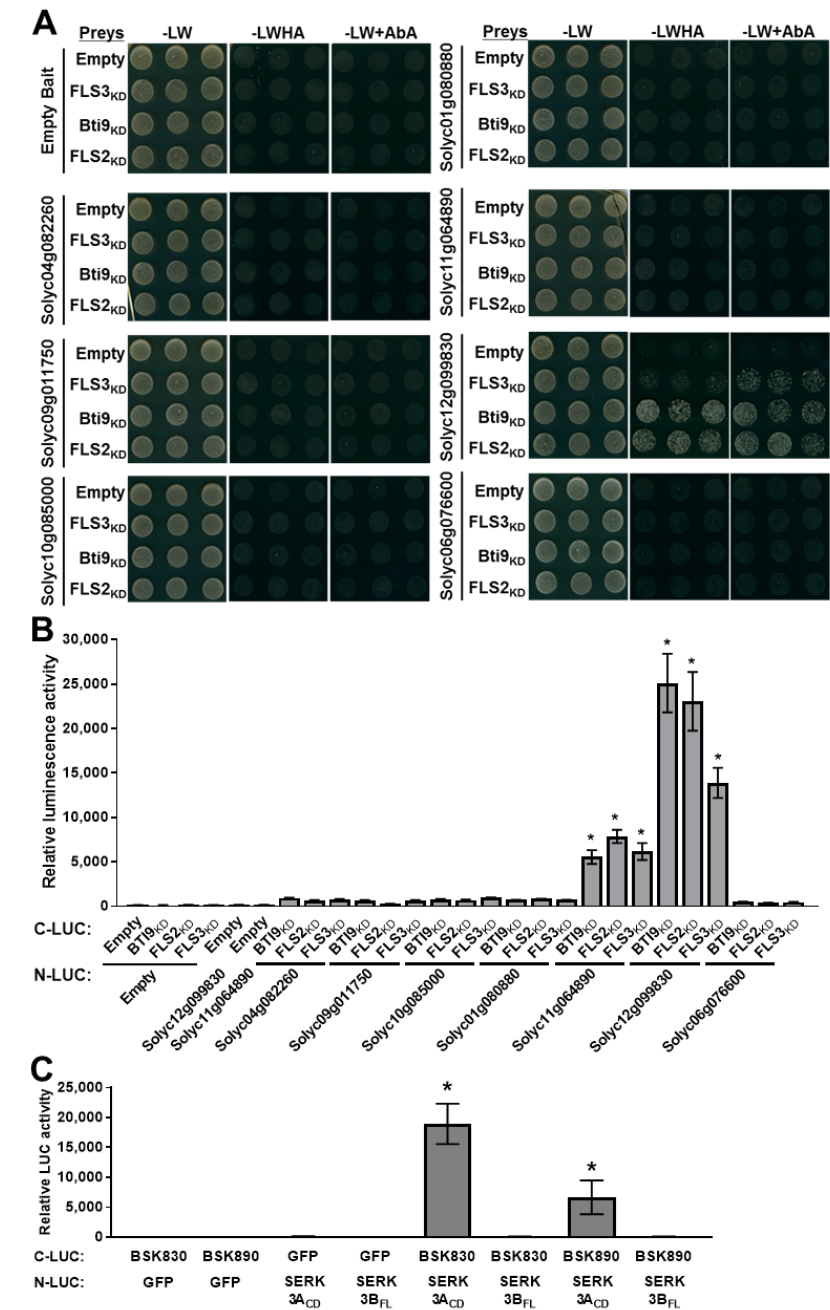 A
Preys -LW -LWHA -LW+AbA
Empty Bait
Empty
FLS3KD
Bti9KD
FLS2KD
Solyc04g082260
Empty
FLS3KD
Bti9KD
FLS2KD
Solyc09g011750
Empty
FLS3KD
Bti9KD
FLS2KD
Solyc10g085000
Empty
FLS3KD
Bti9KD
FLS2KD
Preys -LW -LWHA -LW+AbA
Solyc01g080880
Empty
FLS3KD
Bti9KD
FLS2KD
Solyc11g064890
Empty
FLS3KD
Bti9KD
FLS2KD
Solyc12g099830
Empty
FLS3KD
Bti9KD
FLS2KD
Solyc06g076600
Empty
FLS3KD
Bti9KD
FLS2KD
B
Relative luminescence activity
30,000
25,000
20,000
15,000
10,000
5,000
0
* * * * * *
C-LUC: Empty BTI9KD FLS2KD FLS3KD Empty Empty BTI9KD FLS2KD FLS3KD BTI9KD FLS2KD FLS3KD BTI9KD FLS2KD FLS3KD BTI9KD FLS2KD FLS3KD BTI9KD FLS2KD FLS3KD BTI9KD FLS2KD FLS3KD BTI9KD FLS2KD FLS3KD
N-LUC: Empty Solyc12g099830 Solyc11g064890 Solyc04g082260 Solyc09g011750 Solyc10g085000 Solyc01g080880 Solyc11g064890 Solyc12g099830 Solyc06g076600
C
Relative LUC activity
25,000
20,000
15,000
10,000
5,000
0
* *
C-LUC: BSK830 BSK890 GFP GFP BSK830 BSK830 BSK890 BSK890
N-LUC: GFP GFP SERK SERK SERK SERK SERK SERK
3ACD 3BFL 3ACD 3BFL 3ACD 3BFL